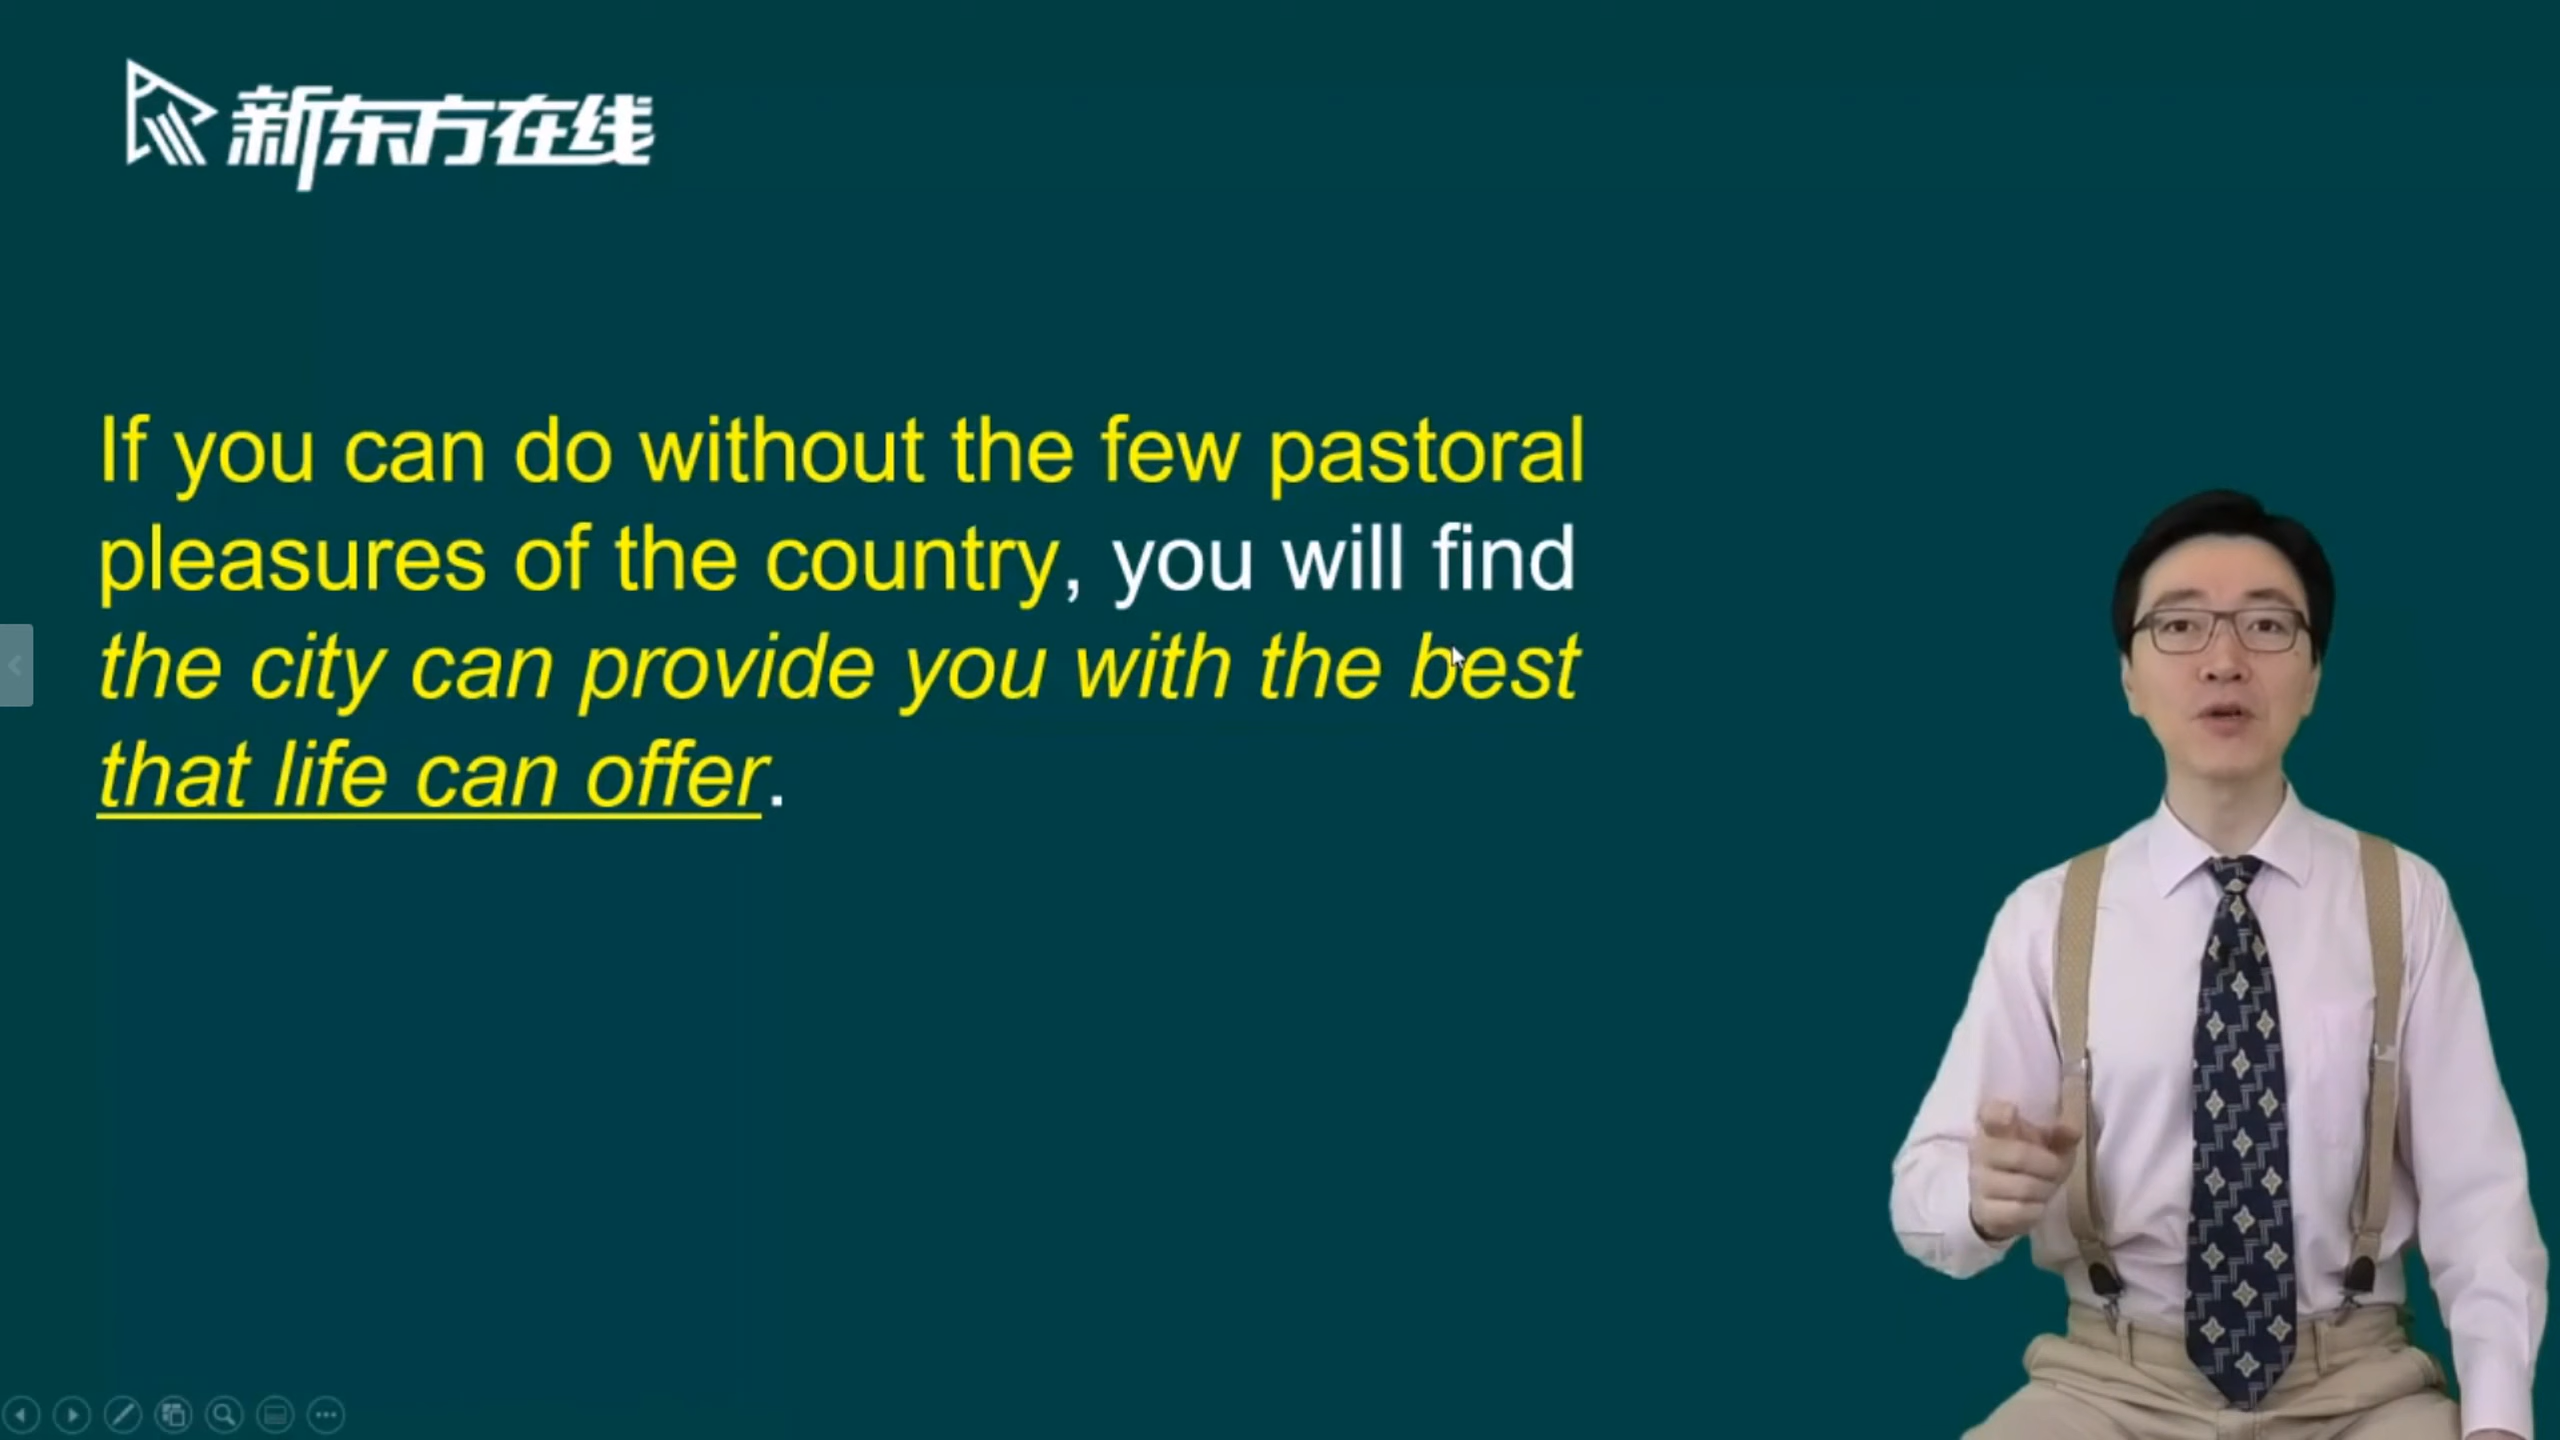 新东方在线
If you can do without the few pastoral
pleasures of the country, you will find
the city can provide you with the best
that life can offer.